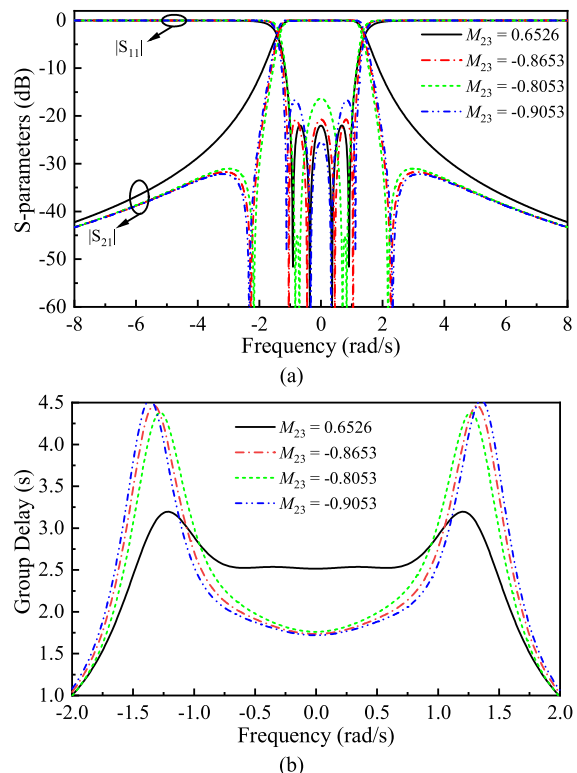 0
-10
-20
-30
-40
-50
-60
S-parameters (dB)
|S11|
|S21|
M23 = 0.6526
M23 = -0.8653
M23 = -0.8053
M23 = -0.9053
-8 -6 -4 -2 0 2 4 6 8
Frequency (rad/s)
(a)
4.5
4.0
3.5
3.0
2.5
2.0
1.5
1.0
Group Delay (s)
M23 = 0.6526
M23 = -0.8653
M23 = -0.8053
M23 = -0.9053
-2.0 -1.5 -1.0 -0.5 0.0 0.5 1.0 1.5 2.0
Frequency (rad/s)
(b)